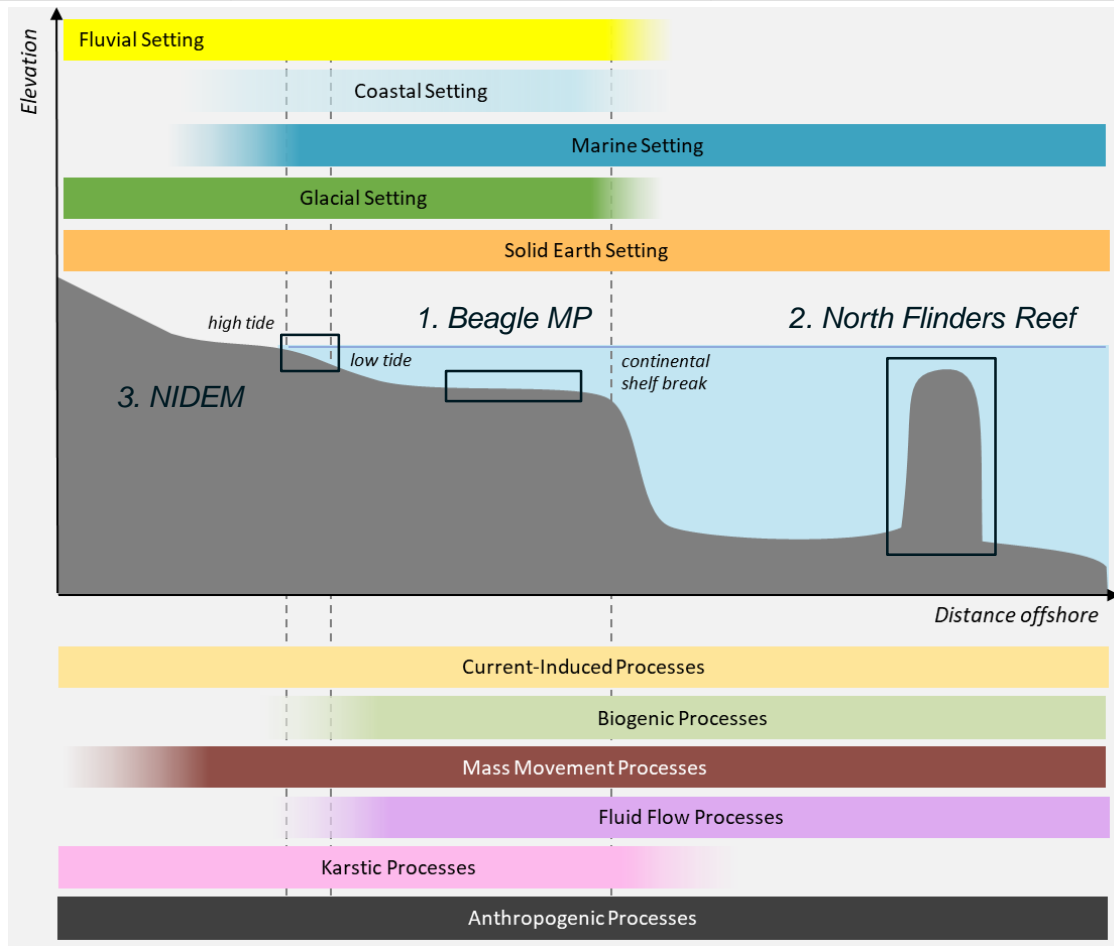 Elevation
Fluvial Setting
Coastal Setting
Marine Setting
Glacial Setting
Solid Earth Setting
high tide
1. Beagle MP
2. North Flinders Reef
low tide
continental
shelf break
3. NIDEM
Distance offshore
Current-Induced Processes
Biogenic Processes
Mass Movement Processes
Fluid Flow Processes
Karstic Processes
Anthropogenic Processes